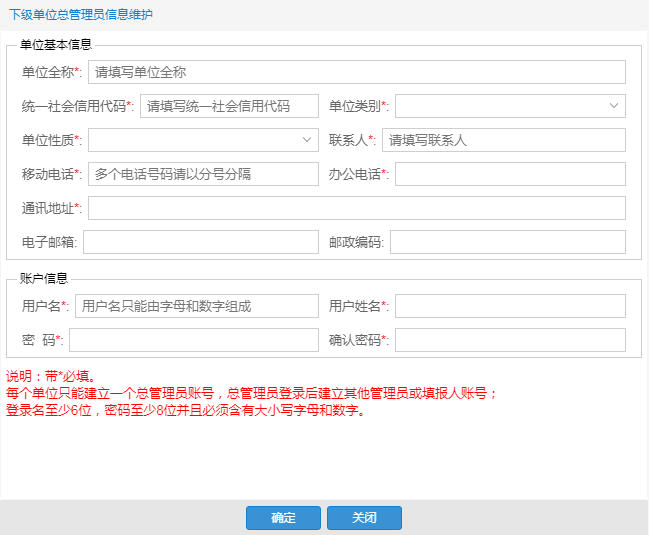 下级单位总管理员信息维护
单位基本信息
单位全称*: 请填写单位全称
统一社会信用代码*: 请填写统一社会信用代码 单位类别*:
单位性质*: 联系人*: 请填写联系人
移动电话*: 多个电话号码请以分号分隔 办公电话*:
通讯地址*:
电子邮箱: 邮政编码:
账户信息
用户名*: 用户名只能由字母和数字组成 用户姓名*:
密 码*: 确认密码*:
说明：带*必填。
每个单位只能建立一个总管理员账号，总管理员登录后建立其他管理员或填报人账号；
登录名至少6位，密码至少8位并且必须含有大小写字母和数字。
确定 关闭